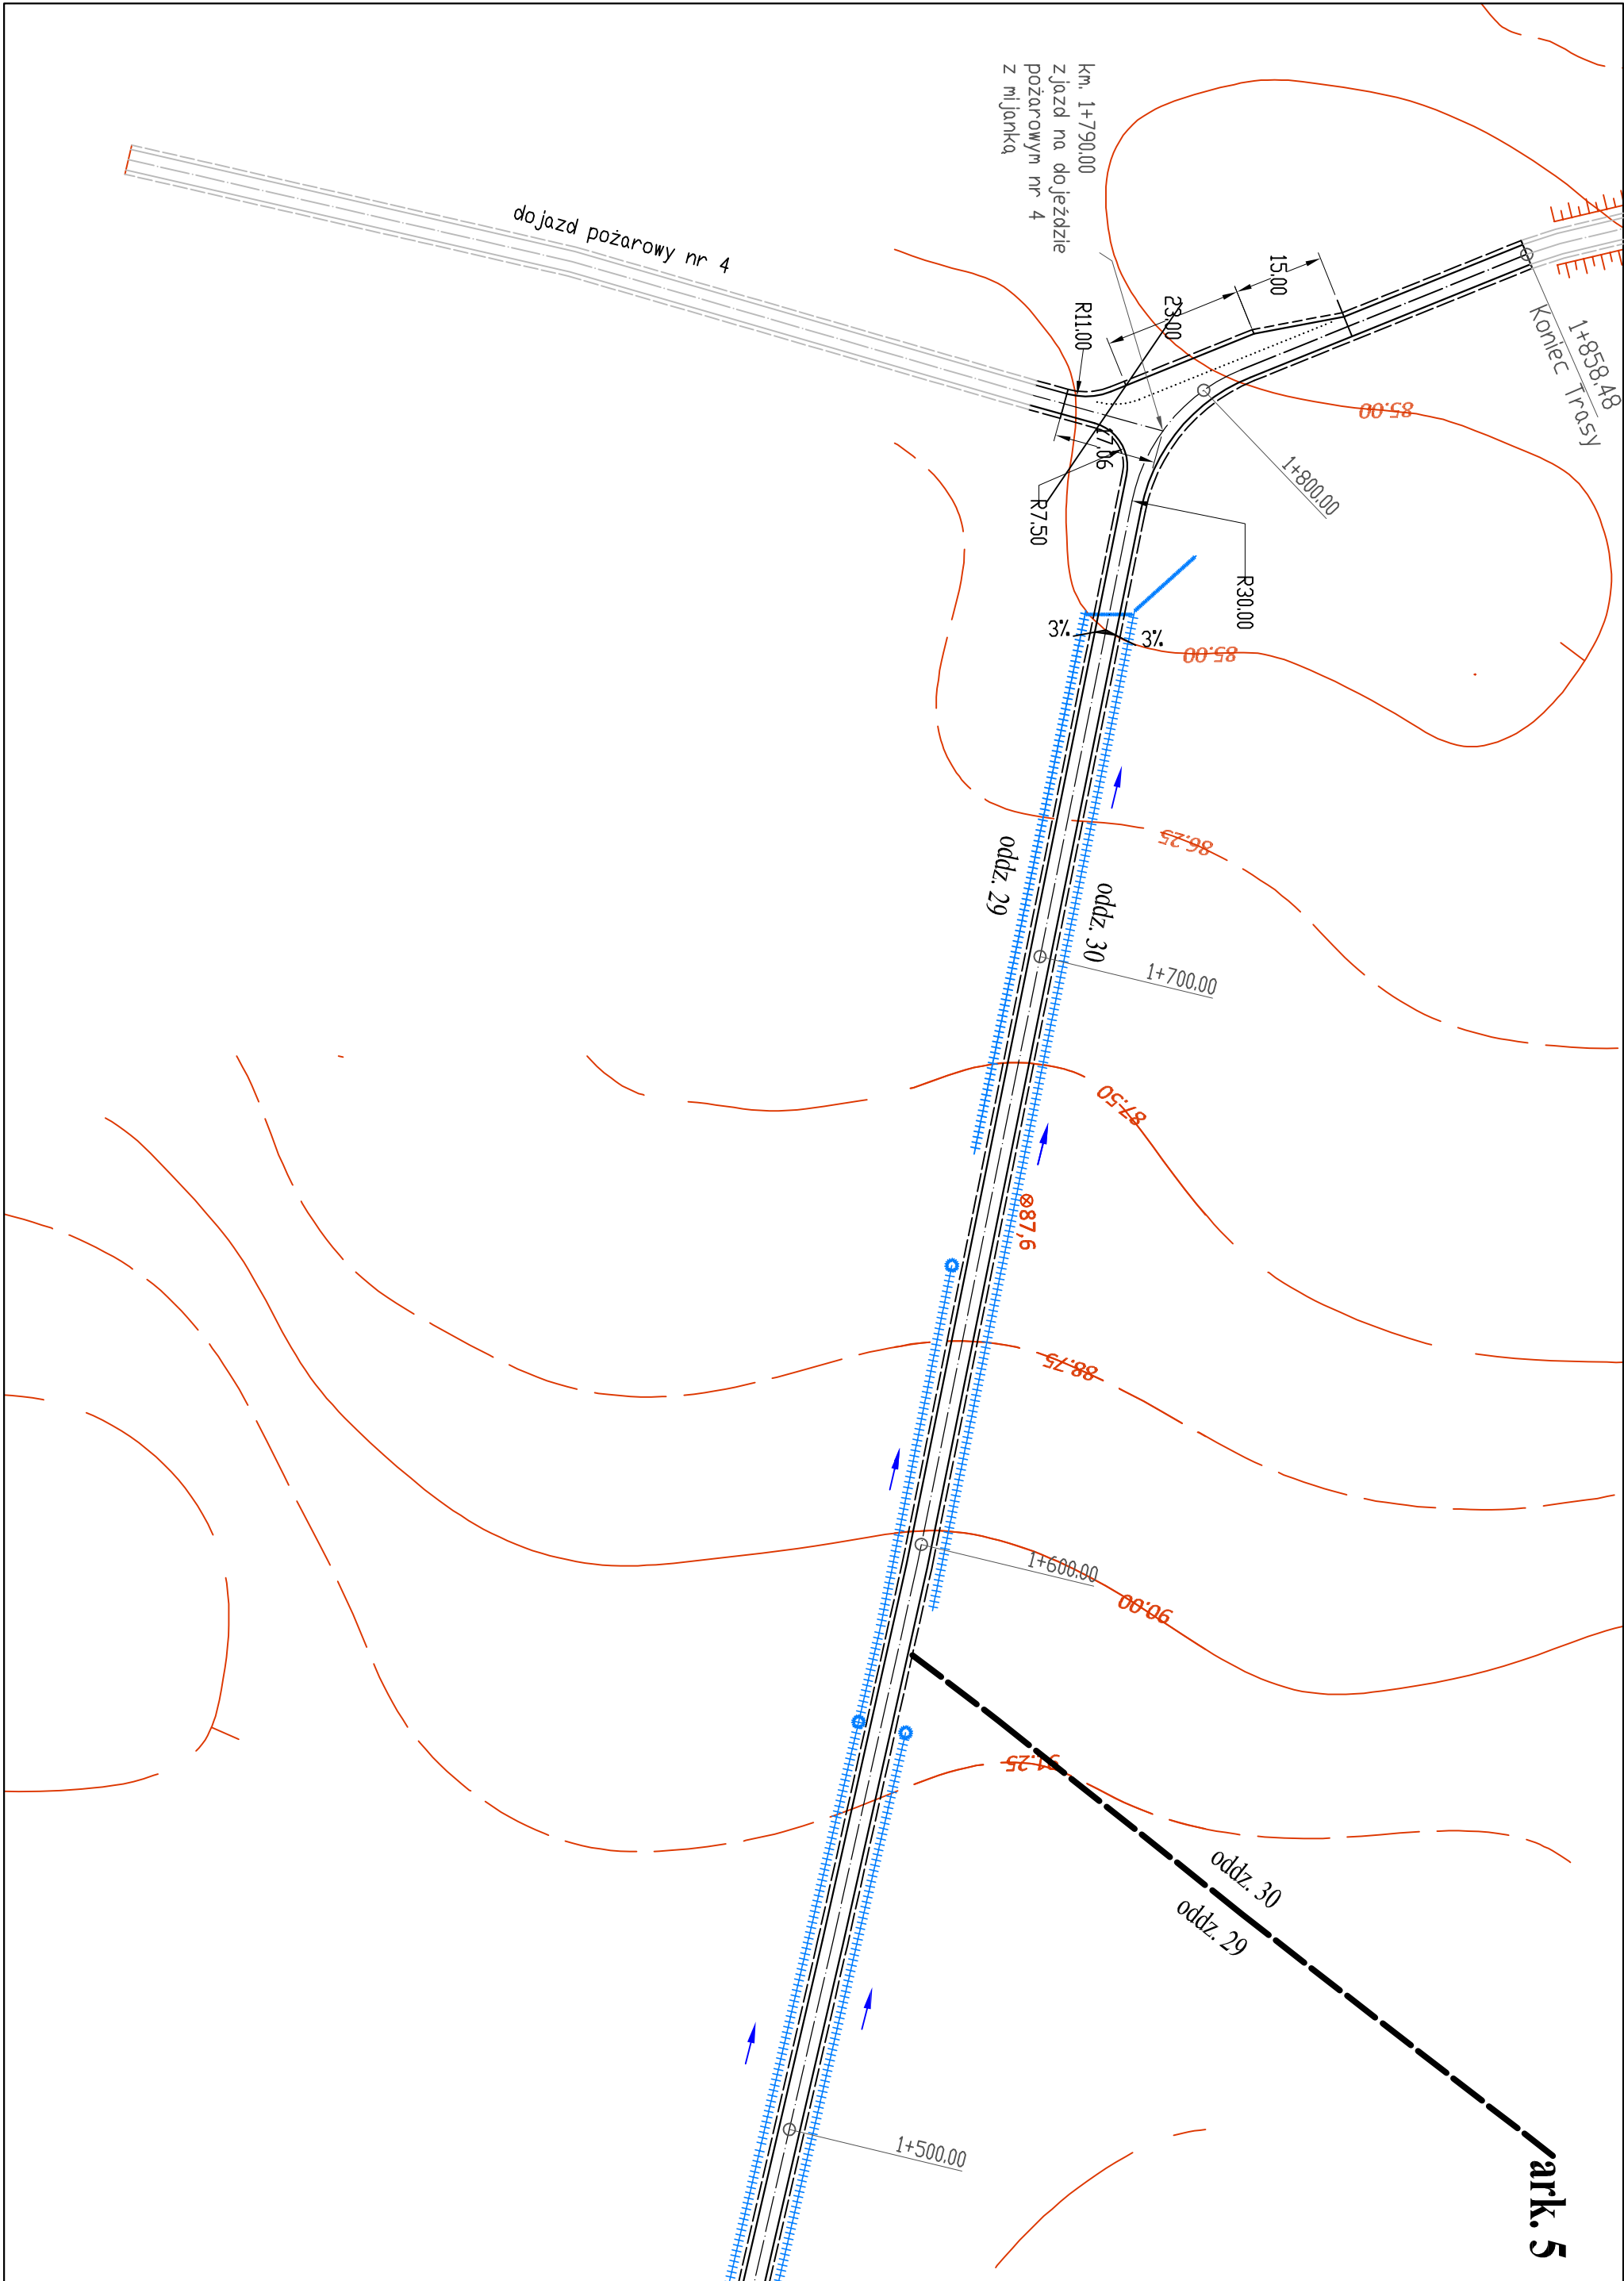 km. 1+790.00
zjazd na dojeździe
pożarowym nr 4
z mijanką
dojazd pożarowy nr 4
15.00
23.00
R11.00
17,06
R7,50
R30.00
1+858,48
Koniec Trasy
85.00
1+800.00
3%
3%
85.00
86.25
oddz. 29
oddz. 30
1+700.00
87.50
87,6
88.75
1+600.00
90.00
91.25
oddz. 30
oddz. 29
1+500.00
ark. 5